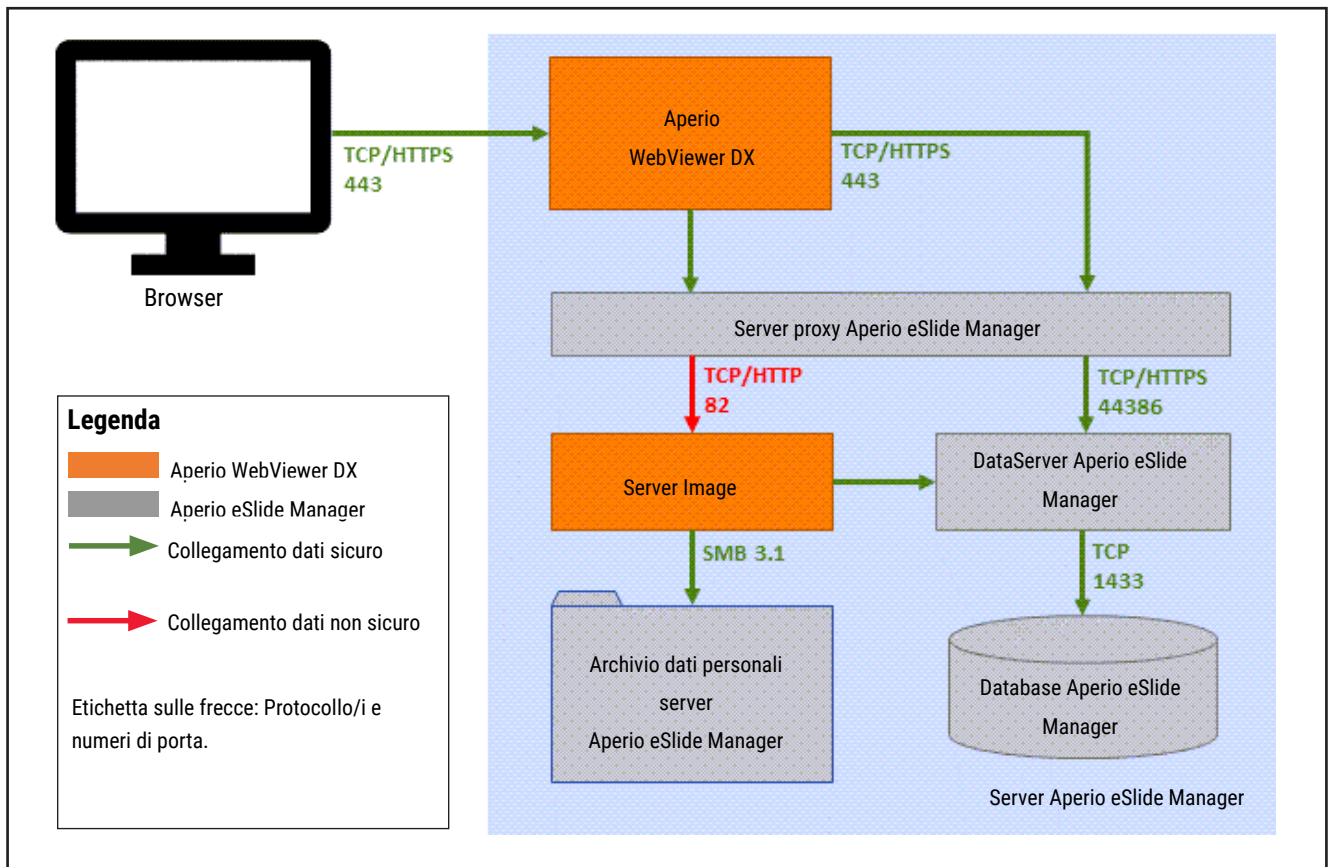 Aperio
WebViewer DX
TCP/HTTPS
443
TCP/HTTPS
443
Browser
Server proxy Aperio eSlide Manager
TCP/HTTP
82
TCP/HTTPS
44386
Legenda
Aperio WebViewer DX
Aperio eSlide Manager
Collegamento dati sicuro
Collegamento dati non sicuro
Etichetta sulle frecce: Protocollo/i e
numeri di porta.
Server Image
DataServer Aperio eSlide
Manager
SMB 3.1
TCP
1433
Archivio dati personali
server
Aperio eSlide Manager
Database Aperio eSlide
Manager
Server Aperio eSlide Manager